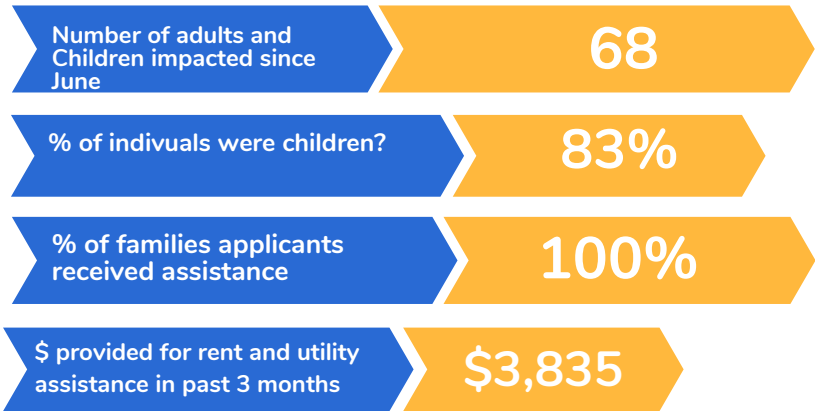 Number of adults and
Children impacted since
June
68
% of indivuals were children?
83%
% of families applicants
received assistance
100%
$ provided for rent and utility
assistance in past 3 months
$3,835